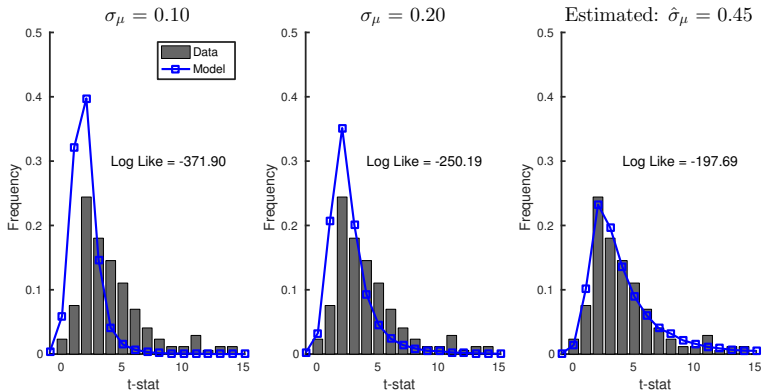 σμ = 0.10
σμ = 0.20
Estimated: σ̂μ = 0.45
0.5
0.4
0.3
0.2
0.1
0
Frequency
Data
Model
Log Like = -371.90
0 5 10 15
t-stat
0.5
0.4
0.3
0.2
0.1
0
Frequency
Log Like = -250.19
0 5 10 15
t-stat
0.5
0.4
0.3
0.2
0.1
0
Frequency
Log Like = -197.69
0 5 10 15
t-stat